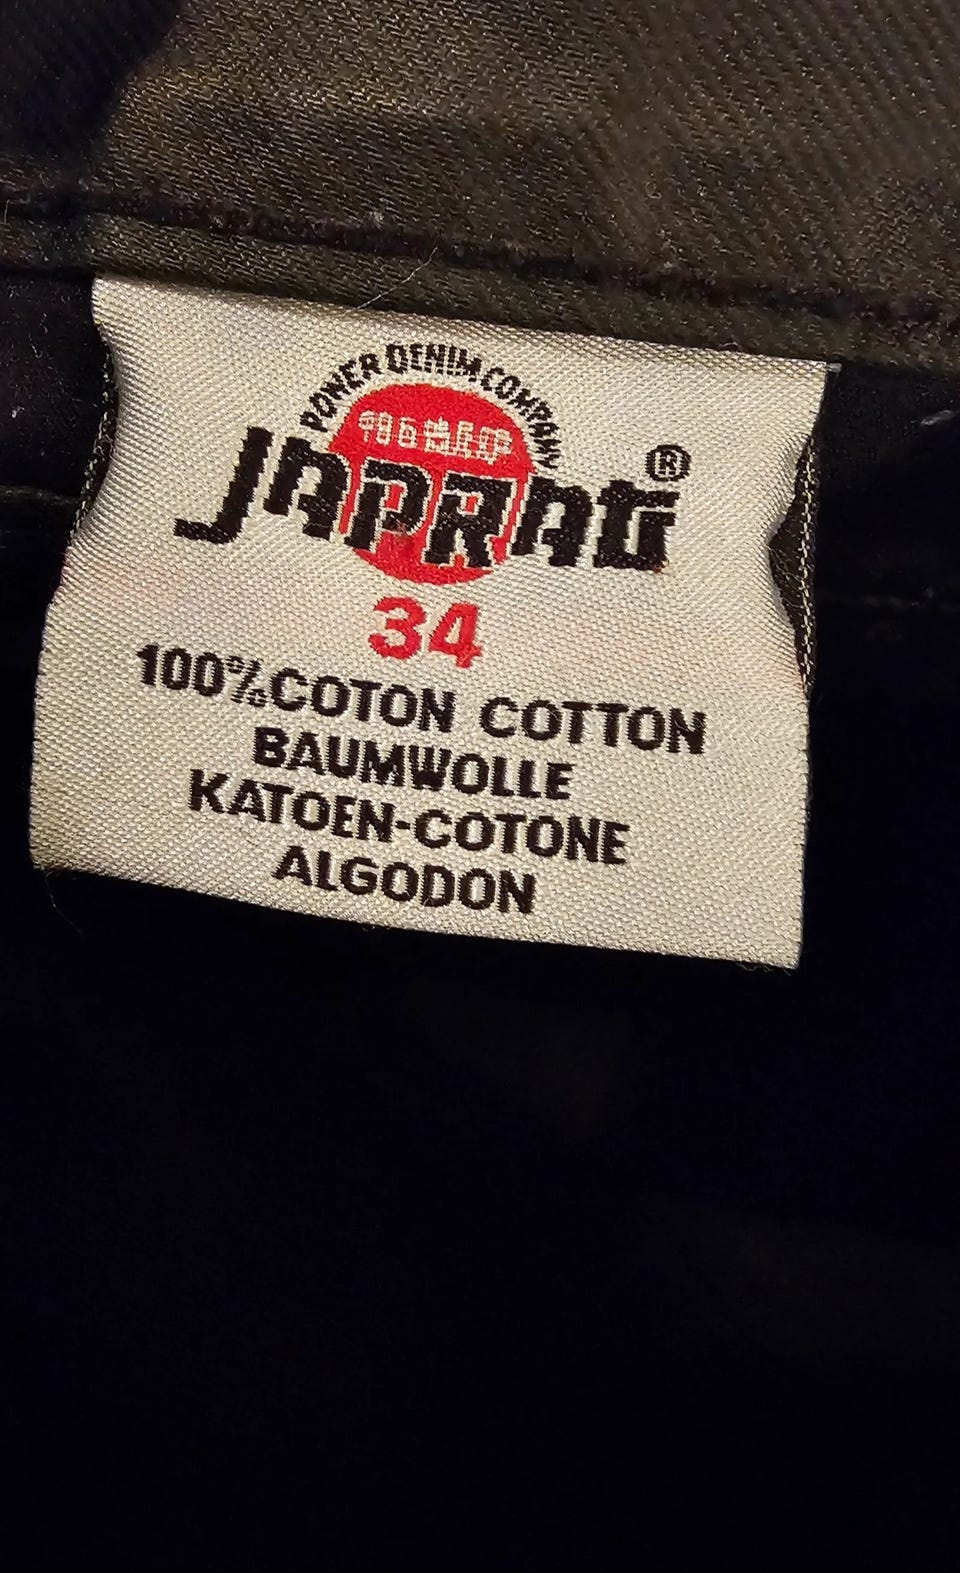 POWER DENIM COMPANY
JAPRAG®
34
100% COTON COTTON
BAUMWOLLE
KATOEN-COTONE
ALGODON